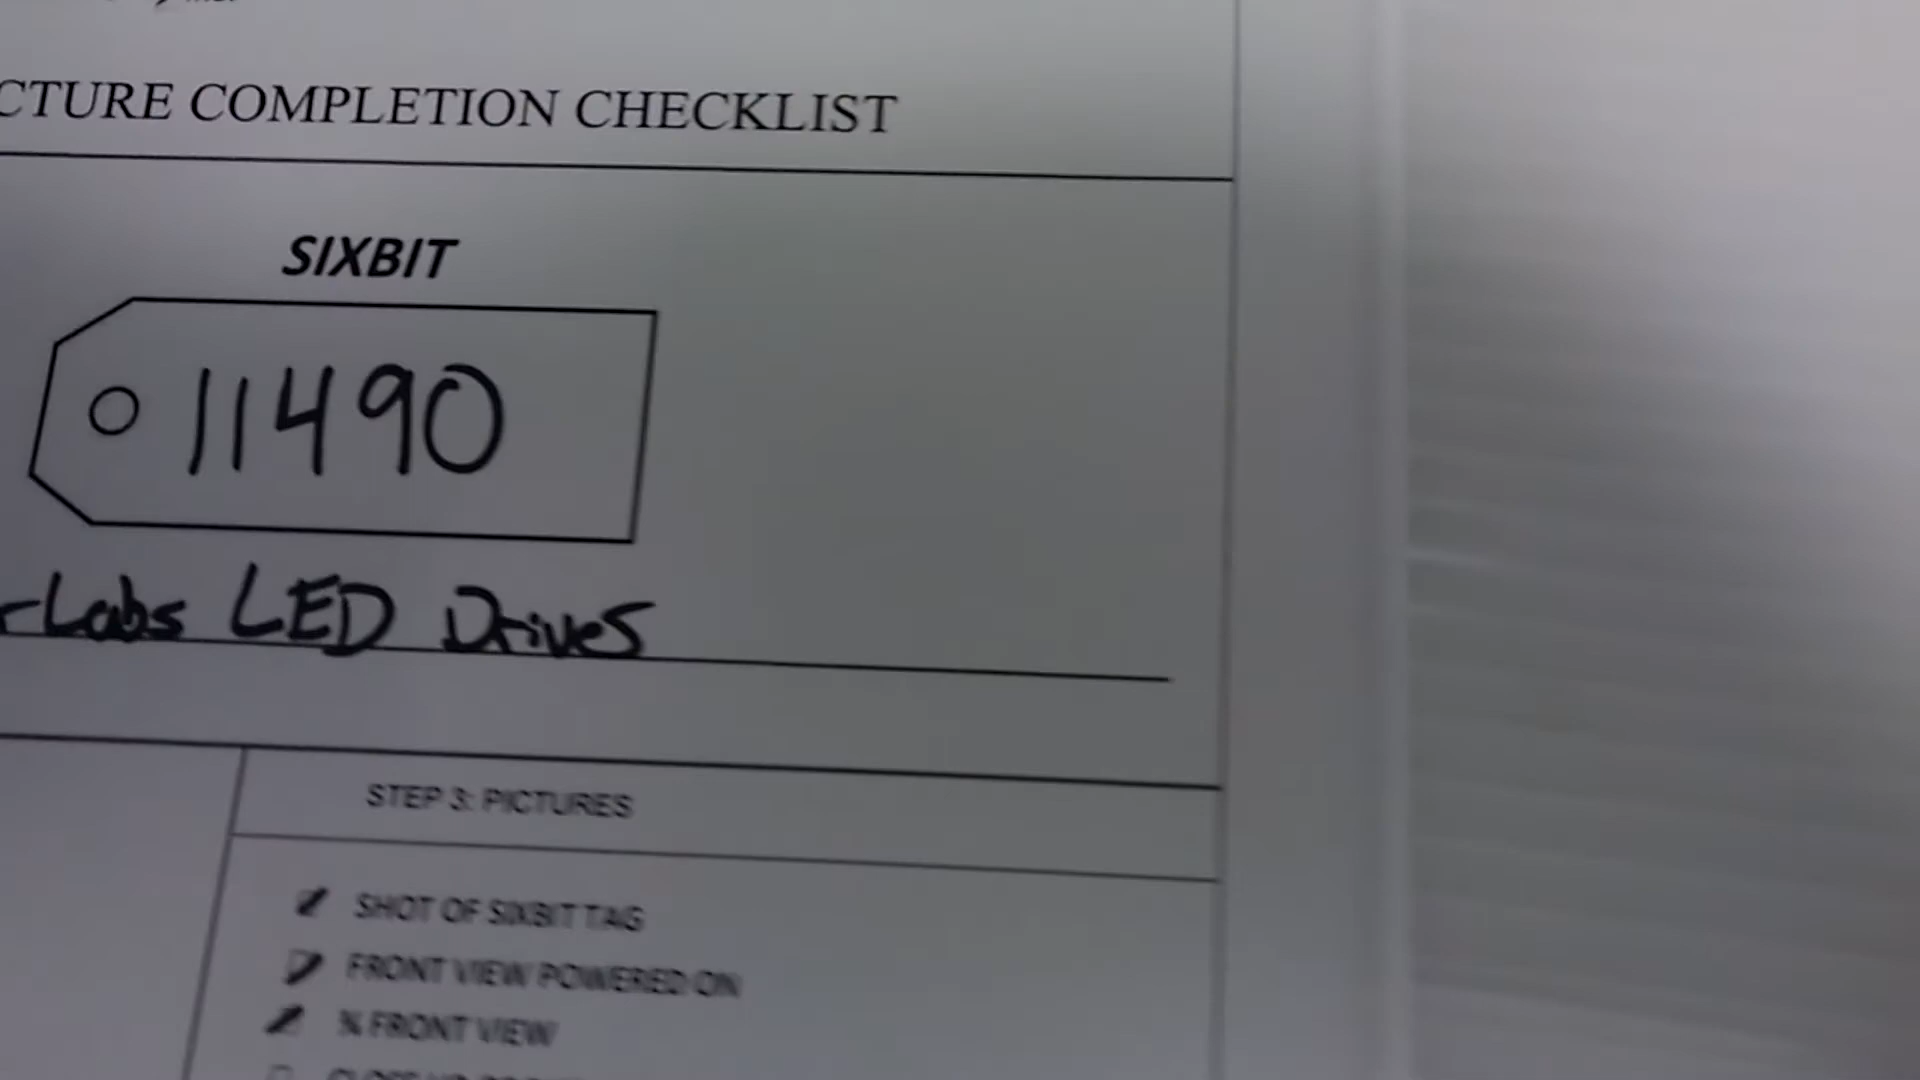 CTURE COMPLETION CHECKLIST
SIXBIT
11490
rLabs LED Drives
STEP 3: PICTURES
SHOT OF SIXBIT TAG
FRONT VIEW POWERED ON
¾ FRONT VIEW